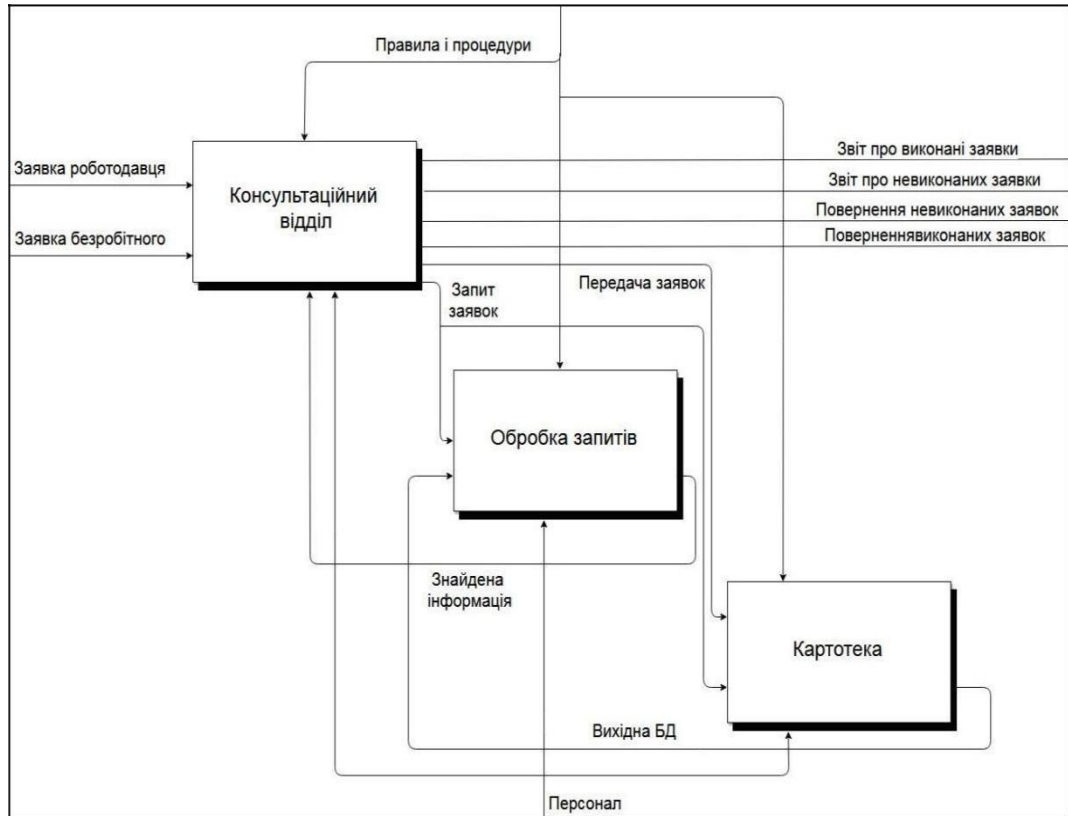 Правила і процедури
Заявка роботодавця
Заявка безробітного
Консультаційний
відділ
Звіт про виконані заявки
Звіт про невиконаних заявки
Повернення невиконаних заявок
Поверненнявиконаних заявок
Запит
заявок
Передача заявок
Обробка запитів
Знайдена
інформація
Картотека
Вихідна БД
Персонал